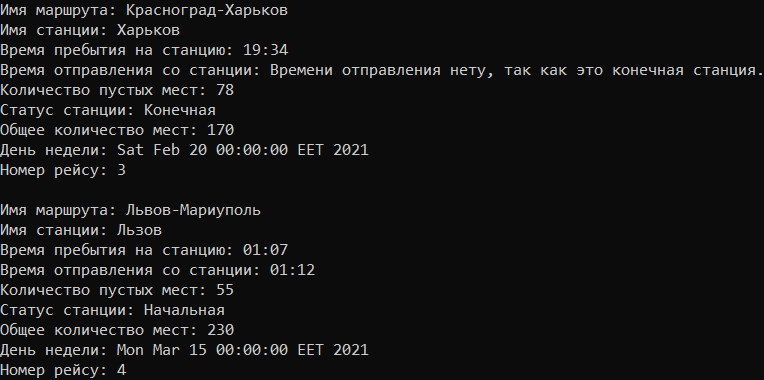 Имя маршрута: Красноград-Харьков
Имя станции: Харьков
Время пребытия на станцию: 19:34
Время отправления со станции: Времени отправления нету, так как это конечная станция.
Количество пустых мест: 78
Статус станции: Конечная
Общее количество мест: 170
День недели: Sat Feb 20 00:00:00 EET 2021
Номер рейсу: 3
Имя маршрута: Львов-Мариуполь
Имя станции: Льзов
Время пребытия на станцию: 01:07
Время отправления со станции: 01:12
Количество пустых мест: 55
Статус станции: Начальная
Общее количество мест: 230
День недели: Mon Mar 15 00:00:00 EET 2021
Номер рейсу: 4